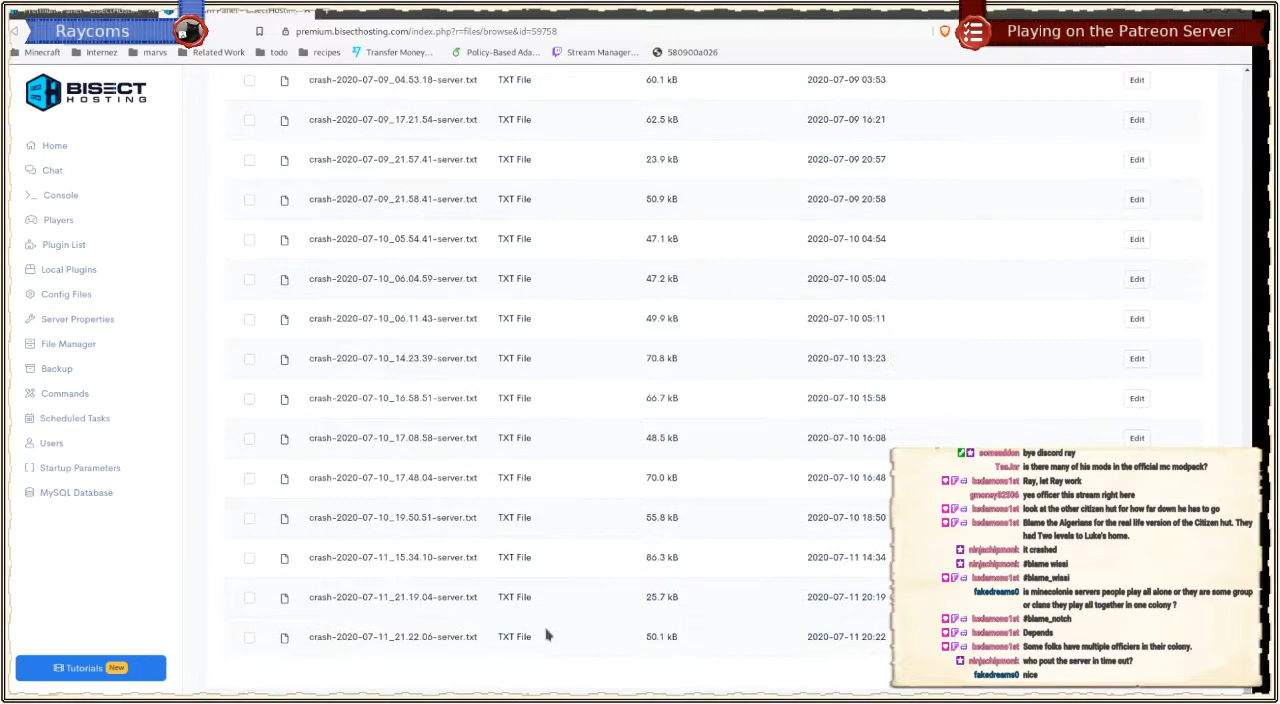 Raycoms
Playing on the Patreon Server
premium.bisecthosting.com/index.php?r=files/browse&id=59758
Minecraft
Internez
marvs
Related Work
todo
recipes
Transfer Money...
Policy-Based Ada...
Stream Manager...
580900a026
BISECT
HOSTING
Home
Chat
Console
Players
Plugin List
Local Plugins
Config Files
Server Properties
File Manager
Backup
Commands
Scheduled Tasks
Users
Startup Parameters
MySQL Database
Tutorials New
crash-2020-07-09_04.53.18-server.txt TXT File 60.1 kB 2020-07-09 03:53 Edit
crash-2020-07-09_17.21.54-server.txt TXT File 62.5 kB 2020-07-09 16:21 Edit
crash-2020-07-09_21.57.41-server.txt TXT File 23.9 kB 2020-07-09 20:57 Edit
crash-2020-07-09_21.58.41-server.txt TXT File 50.9 kB 2020-07-09 20:58 Edit
crash-2020-07-10_05.54.41-server.txt TXT File 47.1 kB 2020-07-10 04:54 Edit
crash-2020-07-10_06.04.59-server.txt TXT File 47.2 kB 2020-07-10 05:04 Edit
crash-2020-07-10_06.11.43-server.txt TXT File 49.9 kB 2020-07-10 05:11 Edit
crash-2020-07-10_14.23.39-server.txt TXT File 70.8 kB 2020-07-10 13:23 Edit
crash-2020-07-10_16.58.51-server.txt TXT File 66.7 kB 2020-07-10 15:58 Edit
crash-2020-07-10_17.08.58-server.txt TXT File 48.5 kB 2020-07-10 16:08 Edit
crash-2020-07-10_17.48.04-server.txt TXT File 70.0 kB 2020-07-10 16:48
crash-2020-07-10_19.50.51-server.txt TXT File 55.8 kB 2020-07-10 18:50
crash-2020-07-11_15.34.10-server.txt TXT File 86.3 kB 2020-07-11 14:34
crash-2020-07-11_21.19.04-server.txt TXT File 25.7 kB 2020-07-11 20:19
crash-2020-07-11_21.22.06-server.txt TXT File 50.1 kB 2020-07-11 20:22
bye discord ray
is there many of his mods in the official mc modpack?
Ray, let Ray work
gmoney82506 yes officer this stream right here
look at the other citizen hut for how far down he has to go
Blame the Algerians for the real life version of the Citizen hut. They
had Two levels to Luke's home.
ninjachipmonk it crashed
ninjachipmonk #blame wissi
#blame_wissi
fakedreams0 is minecolonie servers people play all alone or they are some group
or clans they play all together in one colony ?
#blame_notch
Depends
Some folks have multiple officiers in their colony.
ninjachipmonk who pout the server in time out?
fakedreams0 nice